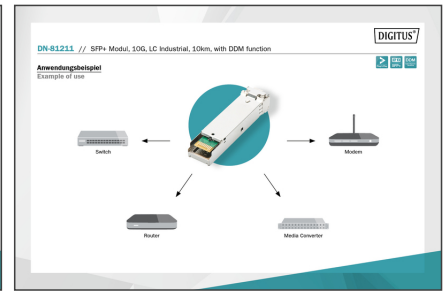 DIGITUS®
DN-81211 // SFP+ Modul, 10G, LC Industrial, 10km, with DDM function
Anwendungsbeispiel
Example of use
DDM
Switch
Modem
Router
Media Converter